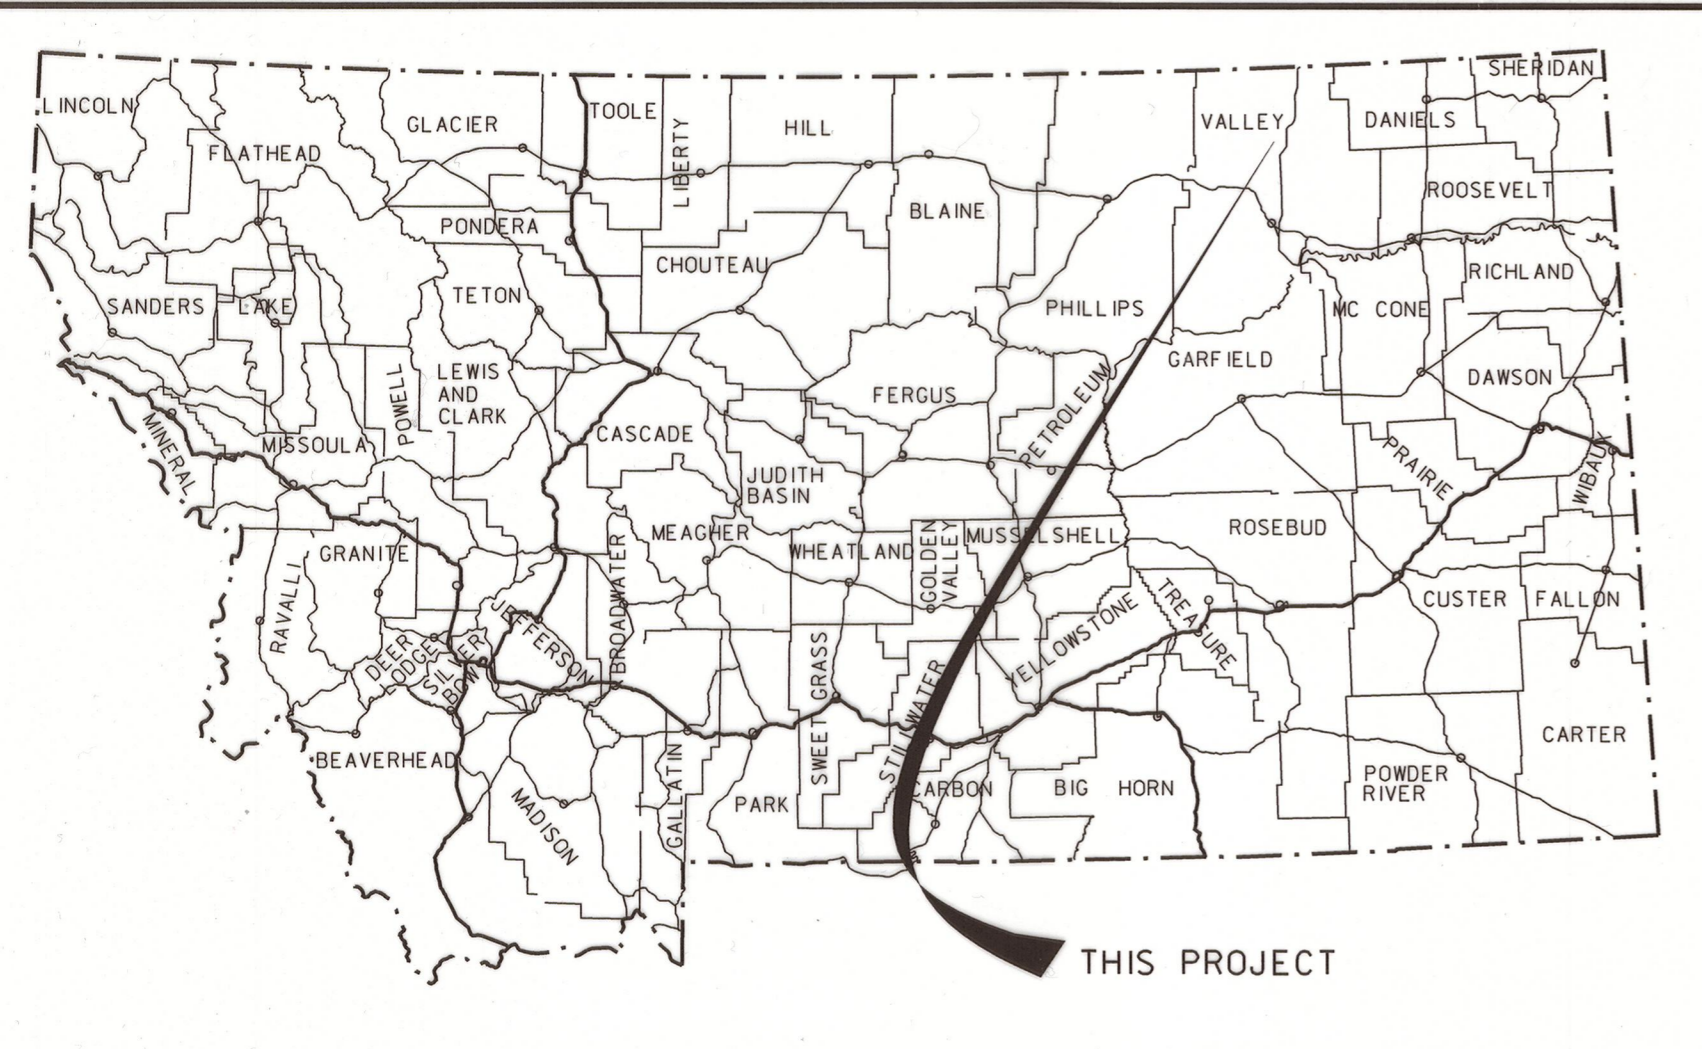 LINCOLN
FLATHEAD
GLACIER
TOOLE
LIBERTY
HILL
BLAINE
VALLEY
DANIELS
SHERIDAN
ROOSEVELT
PONDERA
CHOUTEAU
PHILLIPS
RICHLAND
SANDERS
LAKE
TETON
MC CONE
GARFIELD
DAWSON
POWELL
LEWIS
AND
CLARK
FERGUS
PETROLEUM
MINERAL
MISSOULA
CASCADE
JUDITH
BASIN
PRAIRIE
WIBAUX
GRANITE
MEAGHER
WHEATLAND
GOLDEN
VALLEY
MUSSELSHELL
ROSEBUD
RAVALLI
DEER
LODGE
SILVER
BOW
JEFFERSON
BROADWATER
SWEET GRASS
STILLWATER
YELLOWSTONE
TREASURE
CUSTER
FALLON
BEAVERHEAD
MADISON
GALLATIN
PARK
CARBON
BIG HORN
POWDER
RIVER
CARTER
THIS PROJECT